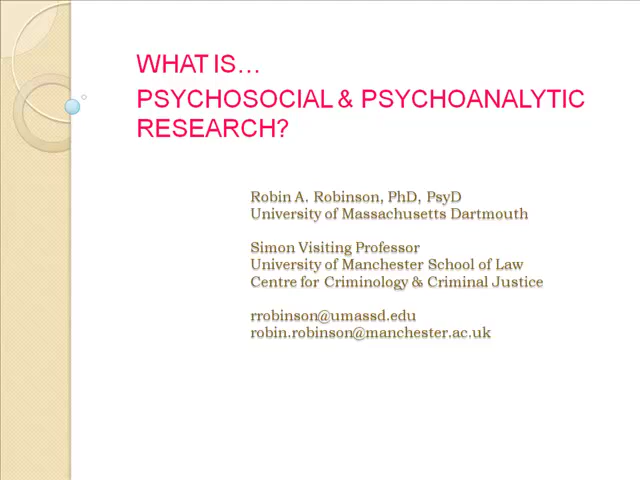 WHAT IS…
PSYCHOSOCIAL & PSYCHOANALYTIC
RESEARCH?
Robin A. Robinson, PhD, PsyD
University of Massachusetts Dartmouth
Simon Visiting Professor
University of Manchester School of Law
Centre for Criminology & Criminal Justice
rrobinson@umassd.edu
robin.robinson@manchester.ac.uk